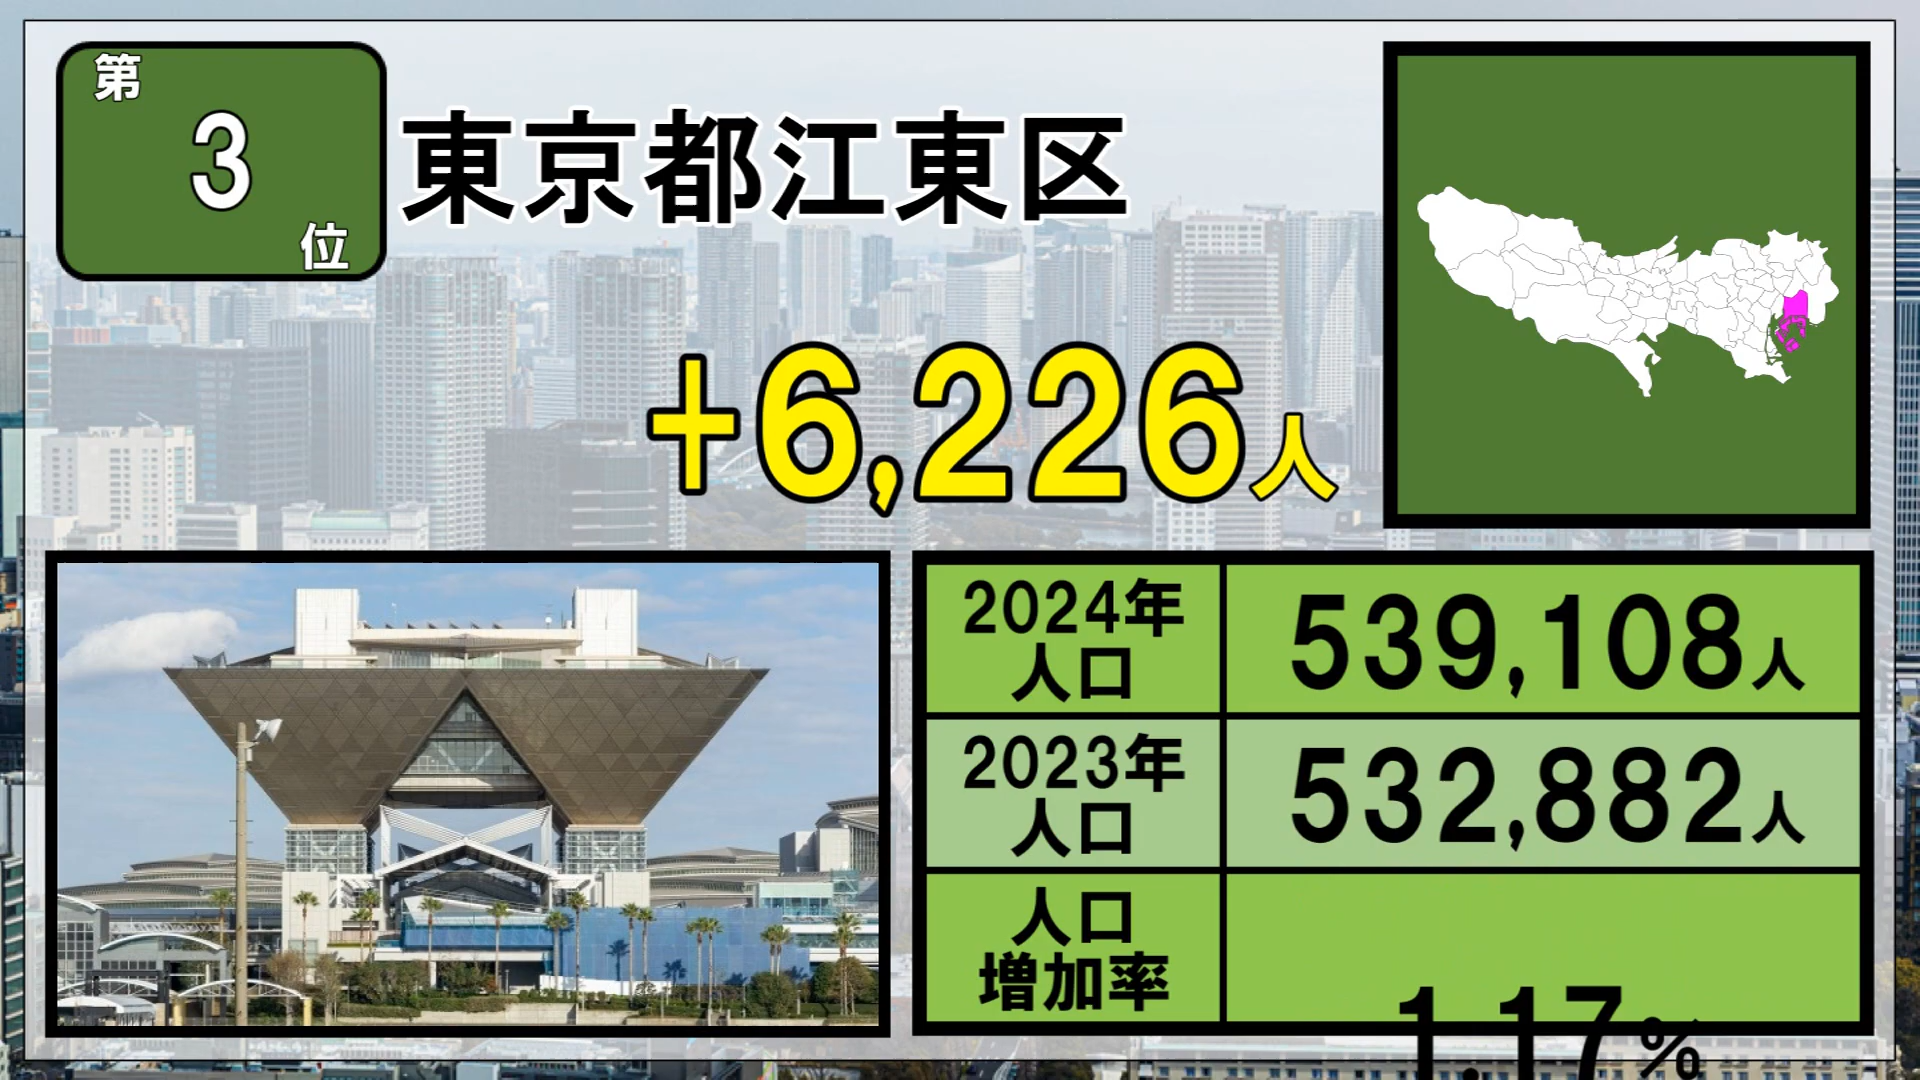 第
3
位
東京都江東区
+6,226人
2024年
人口
539,108人
2023年
人口
532,882人
人口
増加率
1.17%